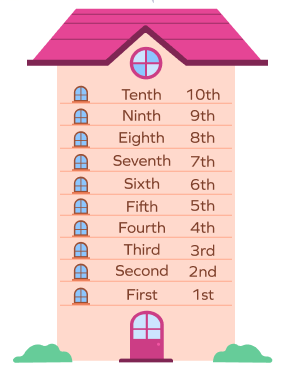 Tenth 10th
Ninth 9th
Eighth 8th
Seventh 7th
Sixth 6th
Fifth 5th
Fourth 4th
Third 3rd
Second 2nd
First 1st